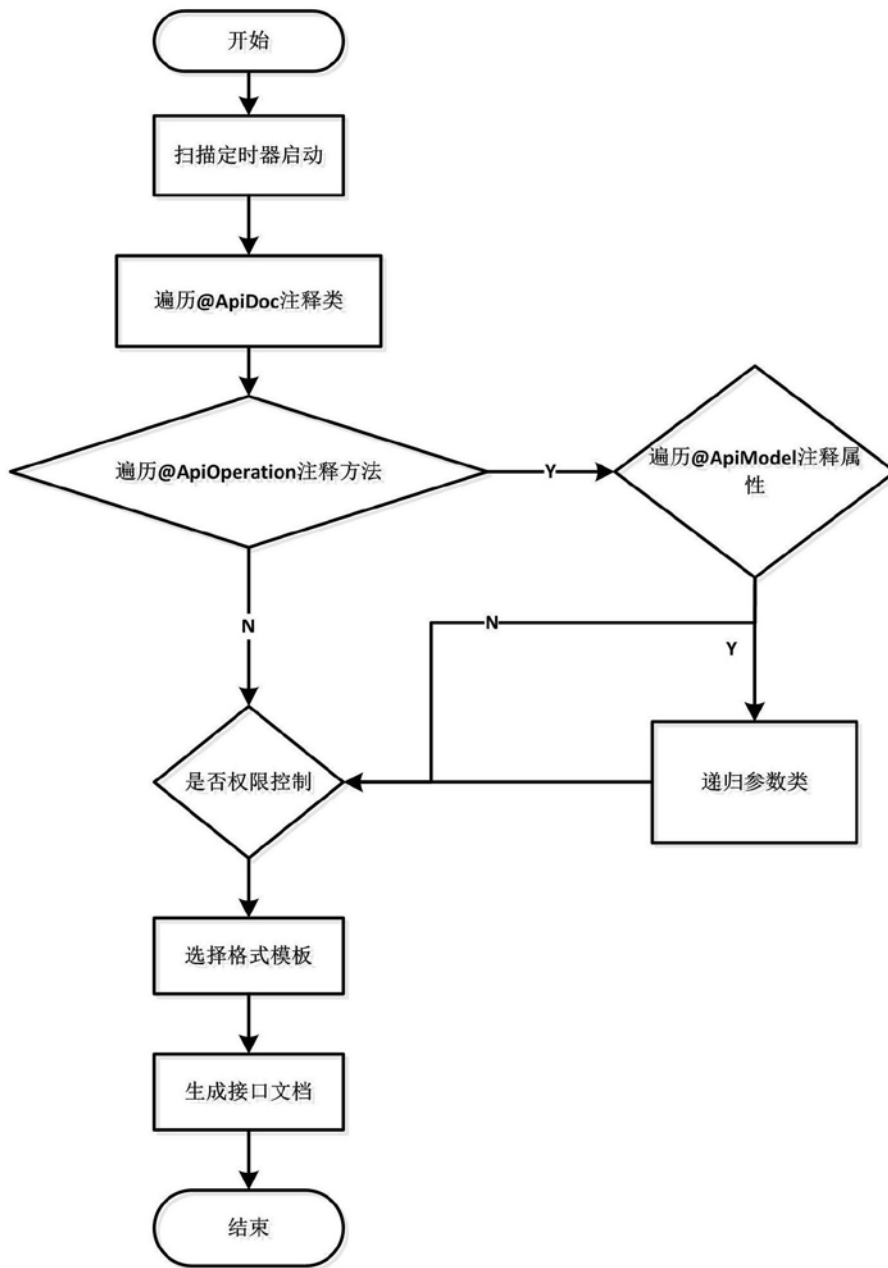 开始
扫描定时器启动
遍历@ApiDoc注释类
遍历@ApiOperation注释方法
Y
遍历@ApiModel注释属
性
N
N
Y
是否权限控制
递归参数类
选择格式模板
生成接口文档
结束